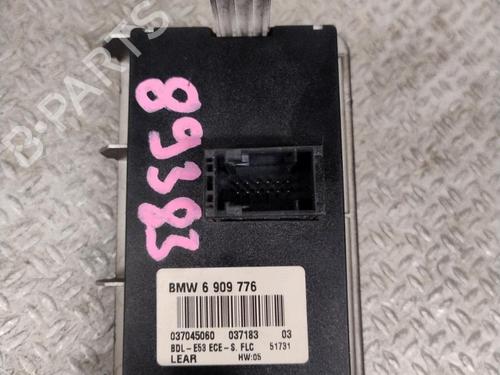 B-PARTS
89383
BMW 6 909 776
037045060 037183 03
BDL-E53 ECE-S. FLC 51731
LEAR HW:05